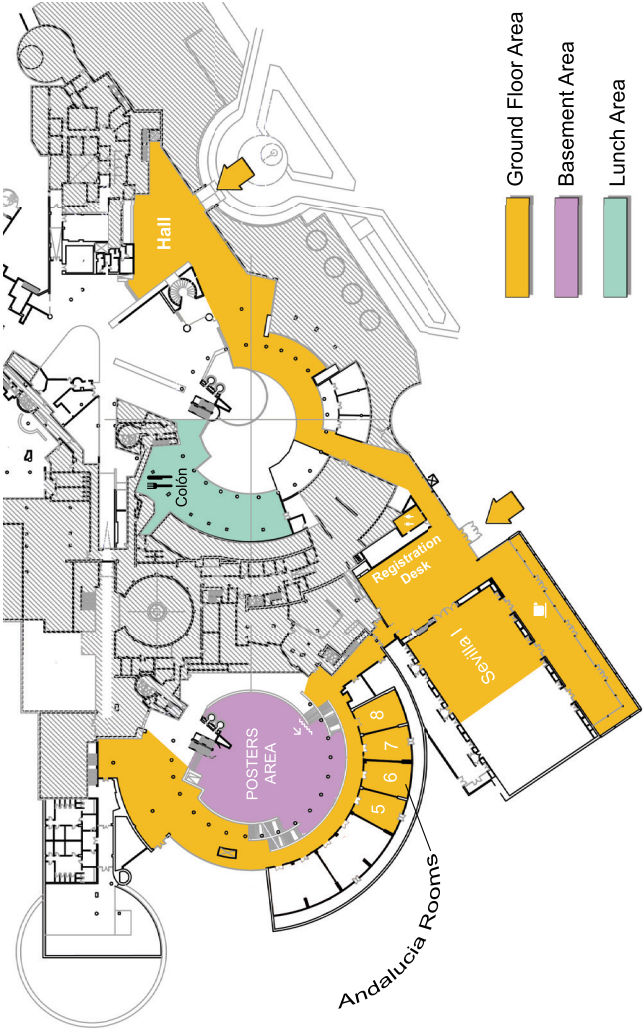 Ground Floor Area
Basement Area
Lunch Area
Hall
Colón
Registration
Desk
Sevilla I
POSTERS
AREA
8
7
6
5
Andalucia Rooms